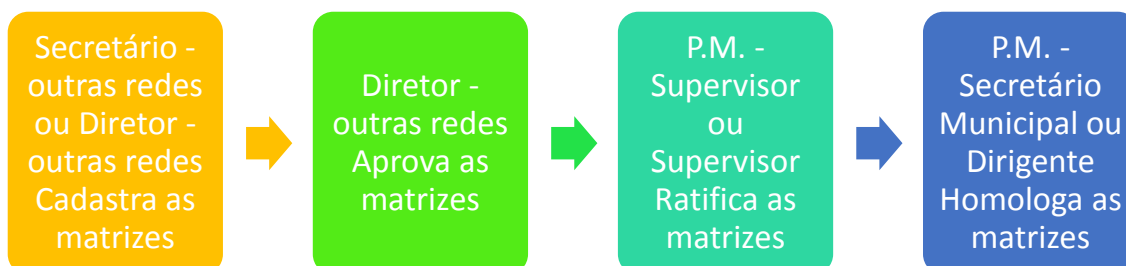 Secretário -
outras redes
ou Diretor -
outras redes
Cadastra as
matrizes
Diretor -
outras redes
Aprova as
matrizes
P.M. -
Supervisor
ou
Supervisor
Ratifica as
matrizes
P.M. -
Secretário
Municipal ou
Dirigente
Homologa as
matrizes